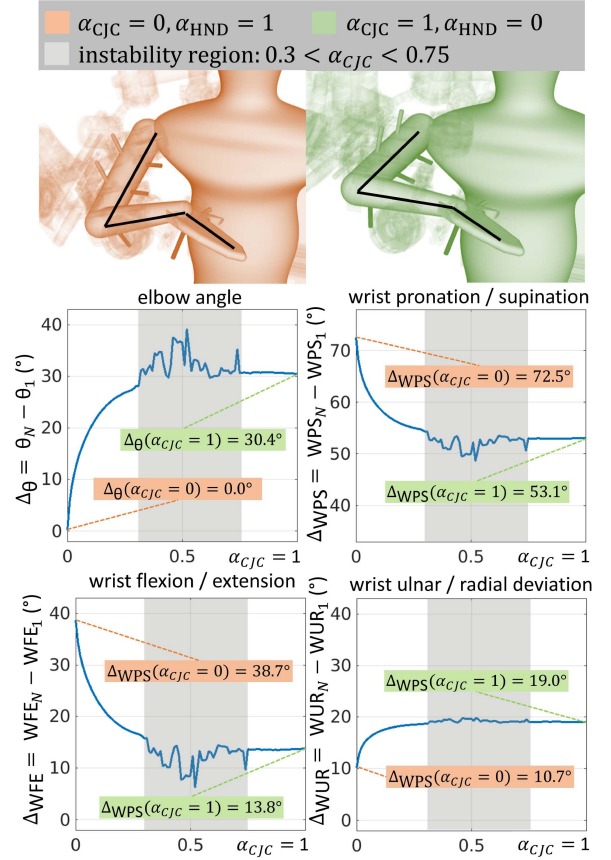 α_CJC = 0, α_HND = 1
α_CJC = 1, α_HND = 0
instability region: 0.3 < α_CJC < 0.75
elbow angle
Δ_θ = θ_N − θ_1 (°)
40
30
20
10
0
Δ_θ(α_CJC = 1) = 30.4°
Δ_θ(α_CJC = 0) = 0.0°
0
0.5
α_CJC = 1
wrist pronation / supination
Δ_WPS = WPS_N − WPS_1 (°)
70
60
50
40
Δ_WPS(α_CJC = 0) = 72.5°
Δ_WPS(α_CJC = 1) = 53.1°
0
0.5
α_CJC = 1
wrist flexion / extension
Δ_WFE = WFE_N − WFE_1 (°)
40
30
20
10
0
Δ_WPS(α_CJC = 0) = 38.7°
Δ_WPS(α_CJC = 1) = 13.8°
0
0.5
α_CJC = 1
wrist ulnar / radial deviation
Δ_WUR = WUR_N − WUR_1 (°)
40
30
20
10
0
Δ_WPS(α_CJC = 1) = 19.0°
Δ_WPS(α_CJC = 0) = 10.7°
0
0.5
α_CJC = 1